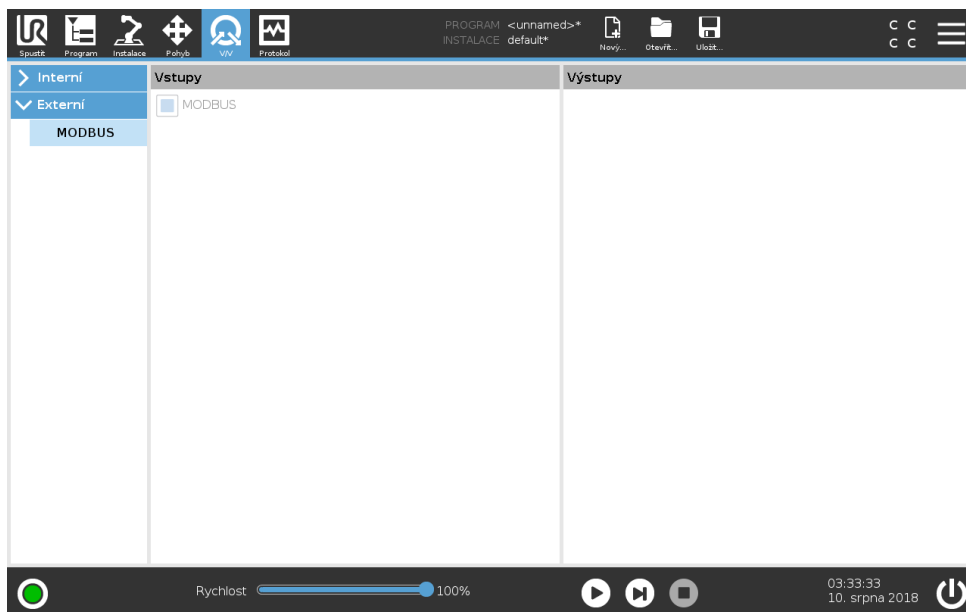 UR
Spustit Program Instalace Pohyb V/V Protokol
PROGRAM <unnamed>*
INSTALACE default*
Nový... Otevřít... Uložit...
C C
C C
Interní
Externí
MODBUS
Vstupy
MODBUS
Výstupy
Rychlost 100%
03:33:33
10. srpna 2018